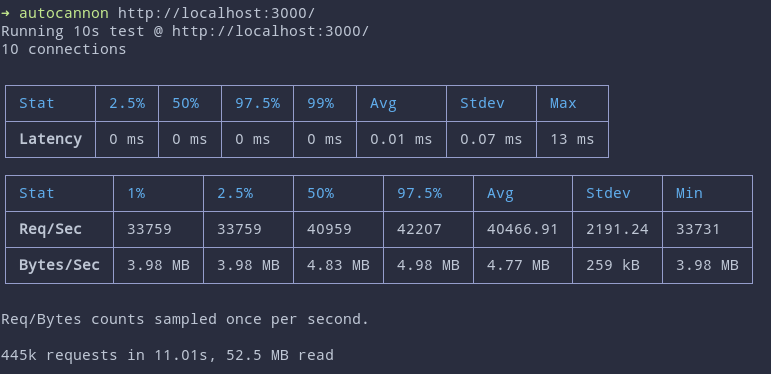 → autocannon http://localhost:3000/
Running 10s test @ http://localhost:3000/
10 connections
Stat 2.5% 50% 97.5% 99% Avg Stdev Max
Latency 0 ms 0 ms 0 ms 0 ms 0.01 ms 0.07 ms 13 ms
Stat 1% 2.5% 50% 97.5% Avg Stdev Min
Req/Sec 33759 33759 40959 42207 40466.91 2191.24 33731
Bytes/Sec 3.98 MB 3.98 MB 4.83 MB 4.98 MB 4.77 MB 259 kB 3.98 MB
Req/Bytes counts sampled once per second.
445k requests in 11.01s, 52.5 MB read